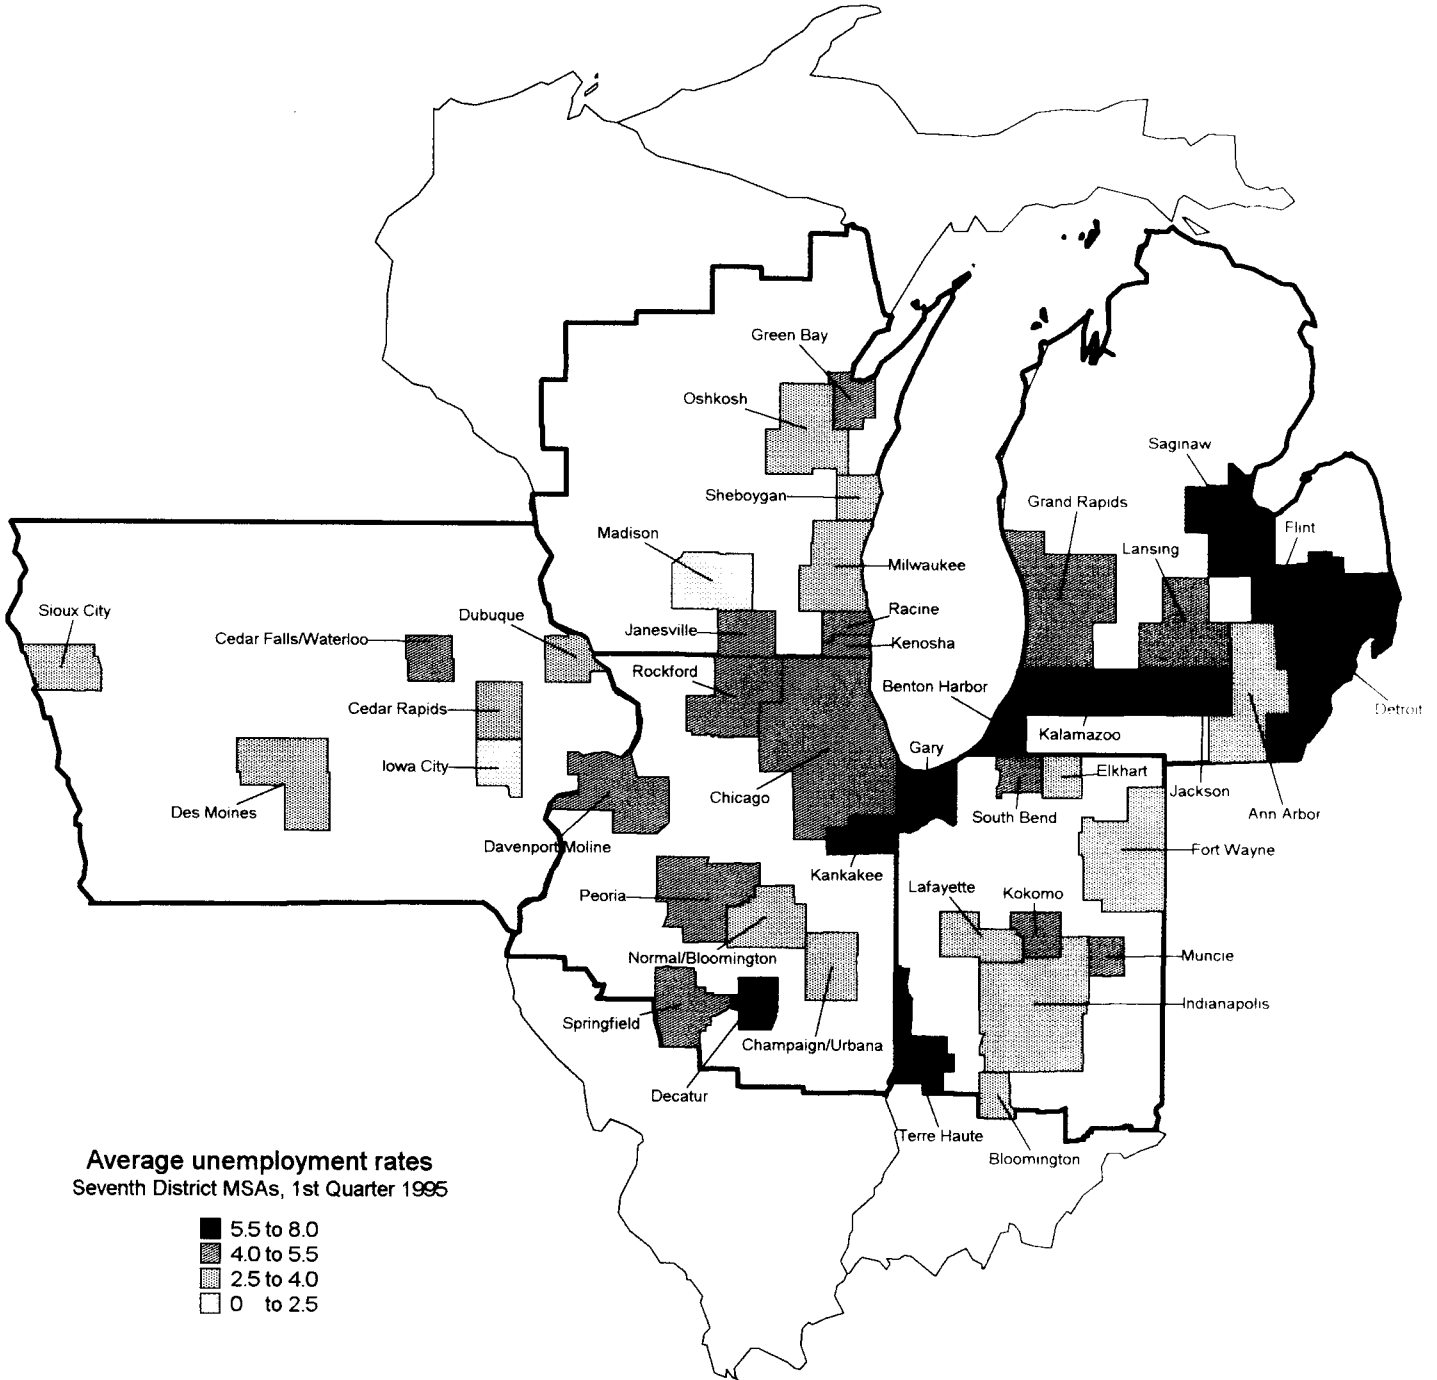 Green Bay
Oshkosh
Saginaw
Sheboygan
Grand Rapids
Flint
Madison
Lansing
Milwaukee
Sioux City
Dubuque
Racine
Cedar Falls/Waterloo
Janesville
Kenosha
Rockford
Benton Harbor
Cedar Rapids
Detroit
Kalamazoo
Gary
Iowa City
Elkhart
Chicago
Jackson
Des Moines
South Bend
Ann Arbor
Davenport/Moline
Fort Wayne
Kankakee
Lafayette
Kokomo
Peoria
Normal/Bloomington
Muncie
Indianapolis
Springfield
Champaign/Urbana
Decatur
Terre Haute
Bloomington
Average unemployment rates
Seventh District MSAs, 1st Quarter 1995
5.5 to 8.0
4.0 to 5.5
2.5 to 4.0
0 to 2.5